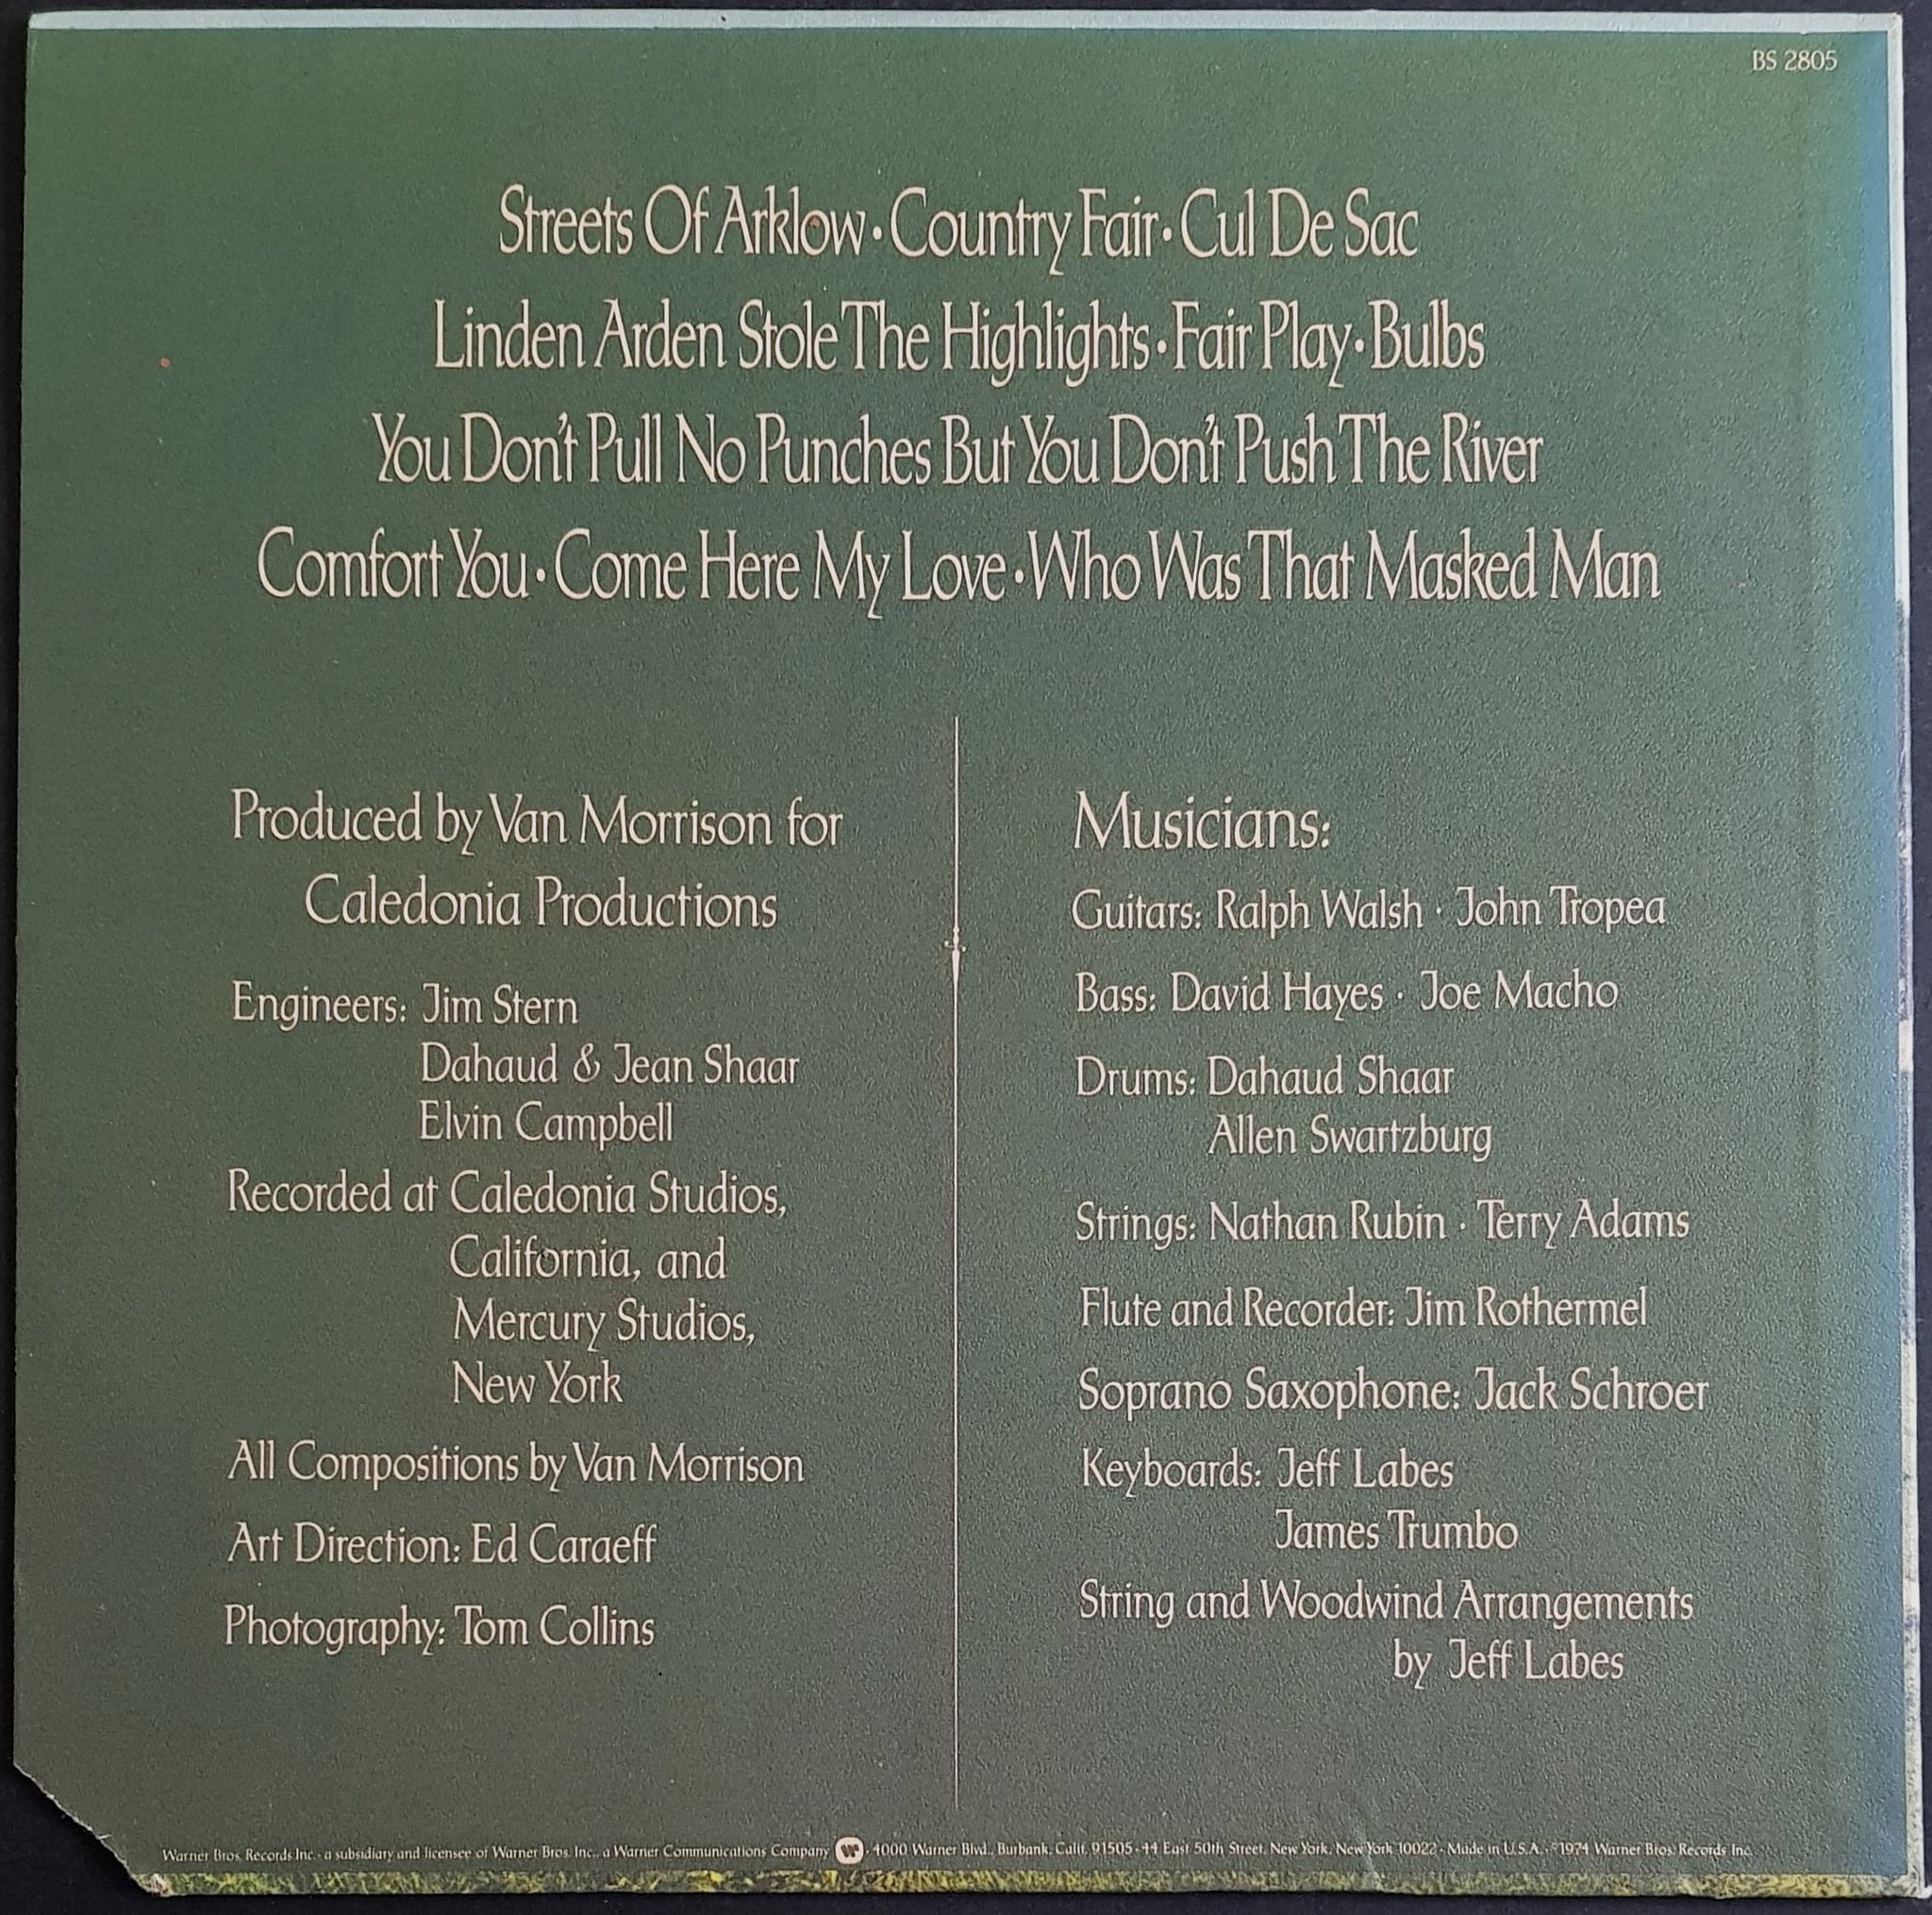 BS 2805
Streets Of Arklow · Country Fair · Cul De Sac
Linden Arden Stole The Highlights · Fair Play · Bulbs
You Don't Pull No Punches But You Don't Push The River
Comfort You · Come Here My Love · Who Was That Masked Man
Produced by Van Morrison for
Caledonia Productions
Engineers: Jim Stern
Dahaud & Jean Shaar
Elvin Campbell
Recorded at Caledonia Studios,
California, and
Mercury Studios,
New York
All Compositions by Van Morrison
Art Direction: Ed Caraeff
Photography: Tom Collins
Musicians:
Guitars: Ralph Walsh · John Tropea
Bass: David Hayes · Joe Macho
Drums: Dahaud Shaar
Allen Swartzburg
Strings: Nathan Rubin · Terry Adams
Flute and Recorder: Jim Rothermel
Soprano Saxophone: Jack Schroer
Keyboards: Jeff Labes
James Trumbo
String and Woodwind Arrangements
by Jeff Labes
Warner Bros. Records Inc. · a subsidiary and licensee of Warner Bros. Inc., a Warner Communications Company W · 4000 Warner Blvd., Burbank, Calif. 91505 · 44 East 50th Street, New York, New York 10022 · Made in U.S.A. · ©1974 Warner Bros. Records Inc.